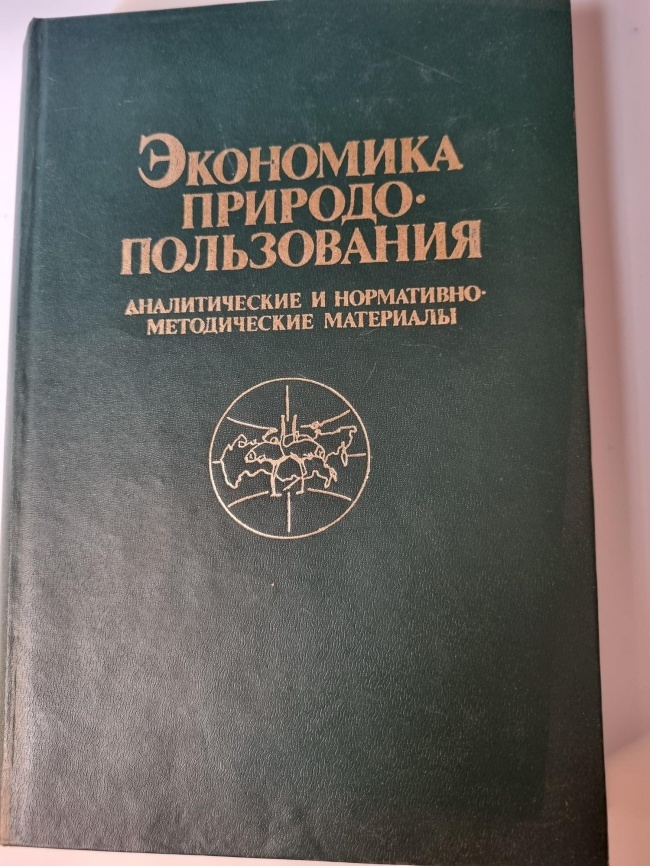 Экономика
природо-
пользования
аналитические и нормативно-
методические материалы